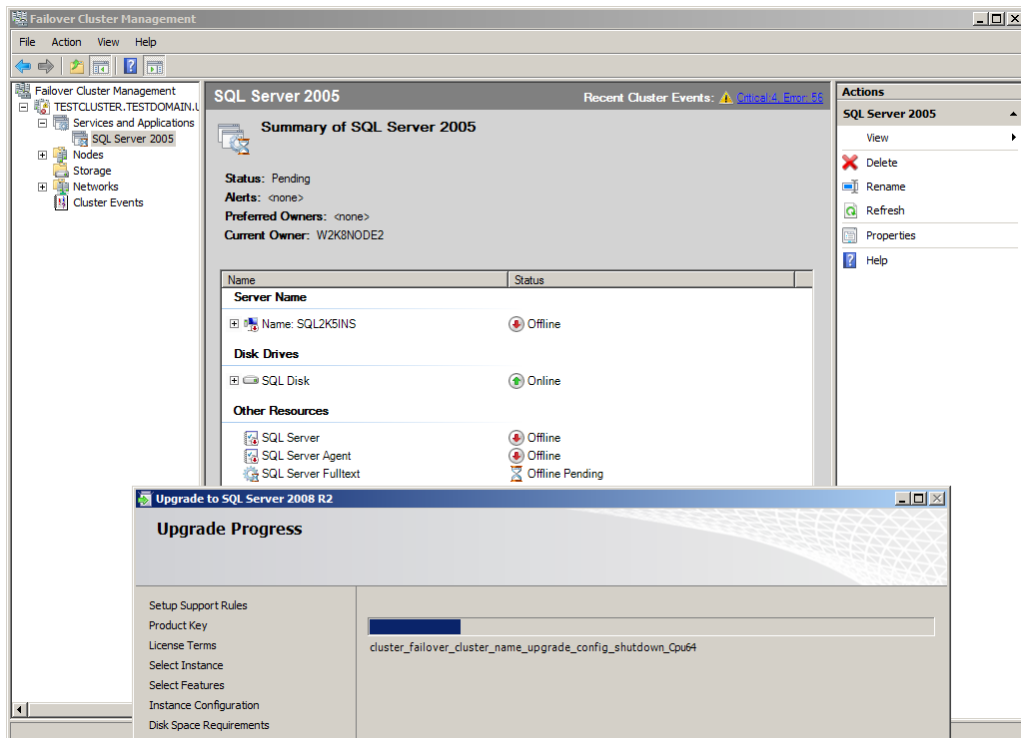 Failover Cluster Management
File Action View Help
Failover Cluster Management
TESTCLUSTER.TESTDOMAIN.L
Services and Applications
SQL Server 2005
Nodes
Storage
Networks
Cluster Events
SQL Server 2005
Recent Cluster Events: Critical:4, Error: 56
Summary of SQL Server 2005
Status: Pending
Alerts: <none>
Preferred Owners: <none>
Current Owner: W2K8NODE2
Name Status
Server Name
Name: SQL2K5INS Offline
Disk Drives
SQL Disk Online
Other Resources
SQL Server Offline
SQL Server Agent Offline
SQL Server Fulltext Offline Pending
Actions
SQL Server 2005
View
Delete
Rename
Refresh
Properties
Help
Upgrade to SQL Server 2008 R2
Upgrade Progress
Setup Support Rules
Product Key
License Terms
Select Instance
Select Features
Instance Configuration
Disk Space Requirements
cluster_failover_cluster_name_upgrade_config_shutdown_Cpu64